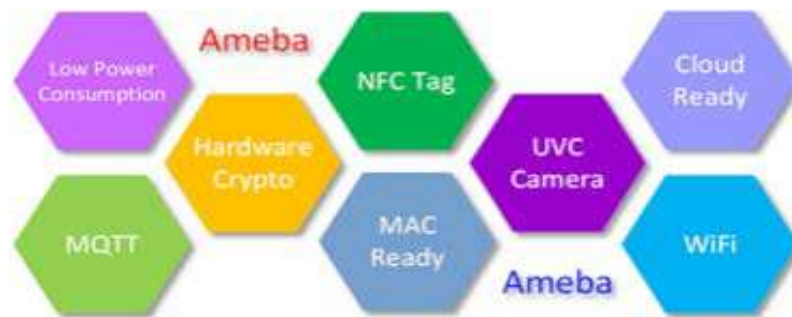 Ameba
Low Power
Consumption
NFC Tag
Cloud
Ready
Hardware
Crypto
UVC
Camera
MQTT
MAC
Ready
WiFi
Ameba